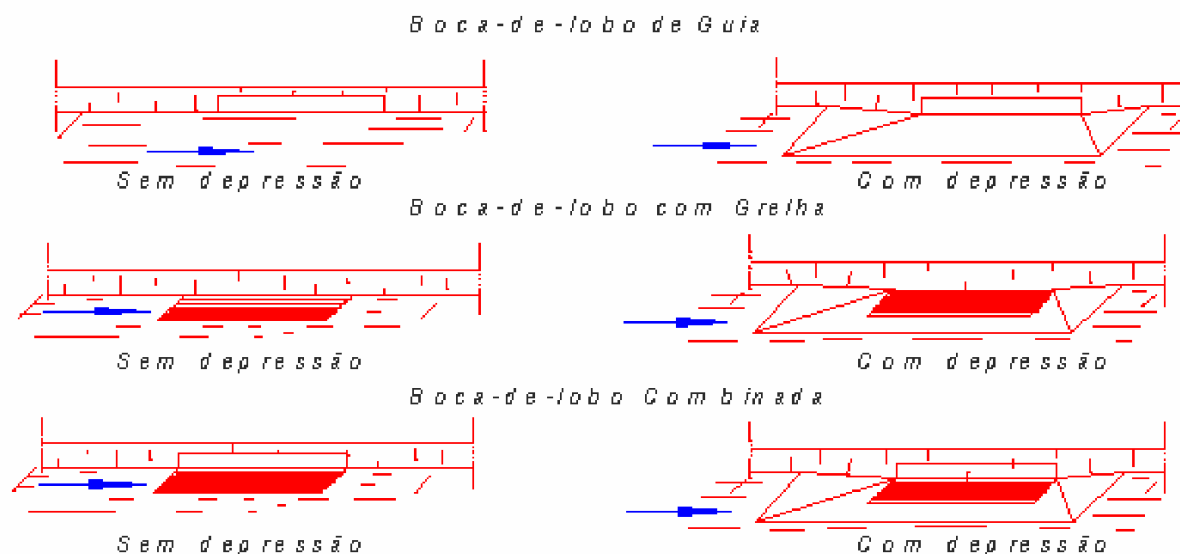 Boca-de-lobo de Guia
Sem depressão
Com depressão
Boca-de-lobo com Grelha
Sem depressão
Com depressão
Boca-de-lobo Combinada
Sem depressão
Com depressão